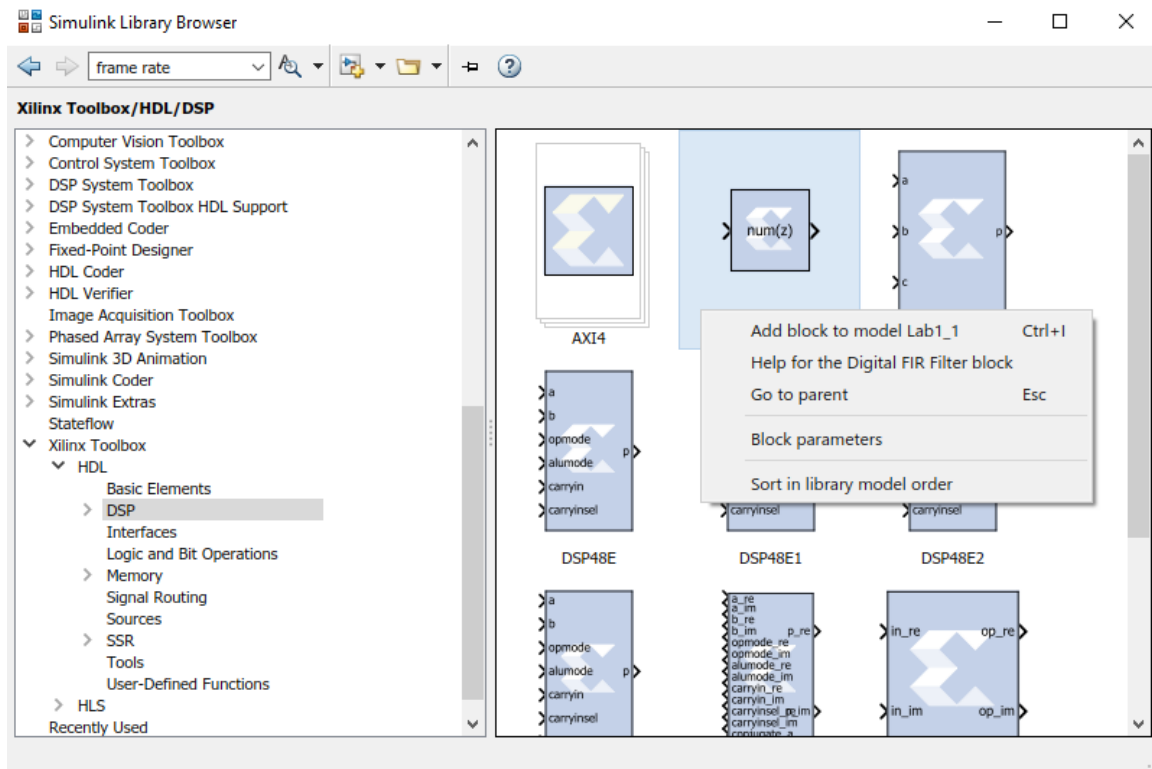 Simulink Library Browser
frame rate
Xilinx Toolbox/HDL/DSP
Computer Vision Toolbox
Control System Toolbox
DSP System Toolbox
DSP System Toolbox HDL Support
Embedded Coder
Fixed-Point Designer
HDL Coder
HDL Verifier
Image Acquisition Toolbox
Phased Array System Toolbox
Simulink 3D Animation
Simulink Coder
Simulink Extras
Stateflow
Xilinx Toolbox
HDL
Basic Elements
DSP
Interfaces
Logic and Bit Operations
Memory
Signal Routing
Sources
SSR
Tools
User-Defined Functions
HLS
Recently Used
AXI4
num(z)
a
b p
c
Add block to model Lab1_1 Ctrl+I
Help for the Digital FIR Filter block
Go to parent Esc
Block parameters
Sort in library model order
a
b
opmode
p
alumode
carryin
carryinsel
carryinsel
carryinsel
DSP48E DSP48E1 DSP48E2
a
b
opmode
alumode p
carryin
carryinsel
a_re
a_im
b_re
b_im p_re
opmode_re
opmode_im
alumode_re
alumode_im
carryin_re
carryin_im
carryinsel_re p_im
carryinsel_im
conjugate_a
in_re op_re
in_im op_im